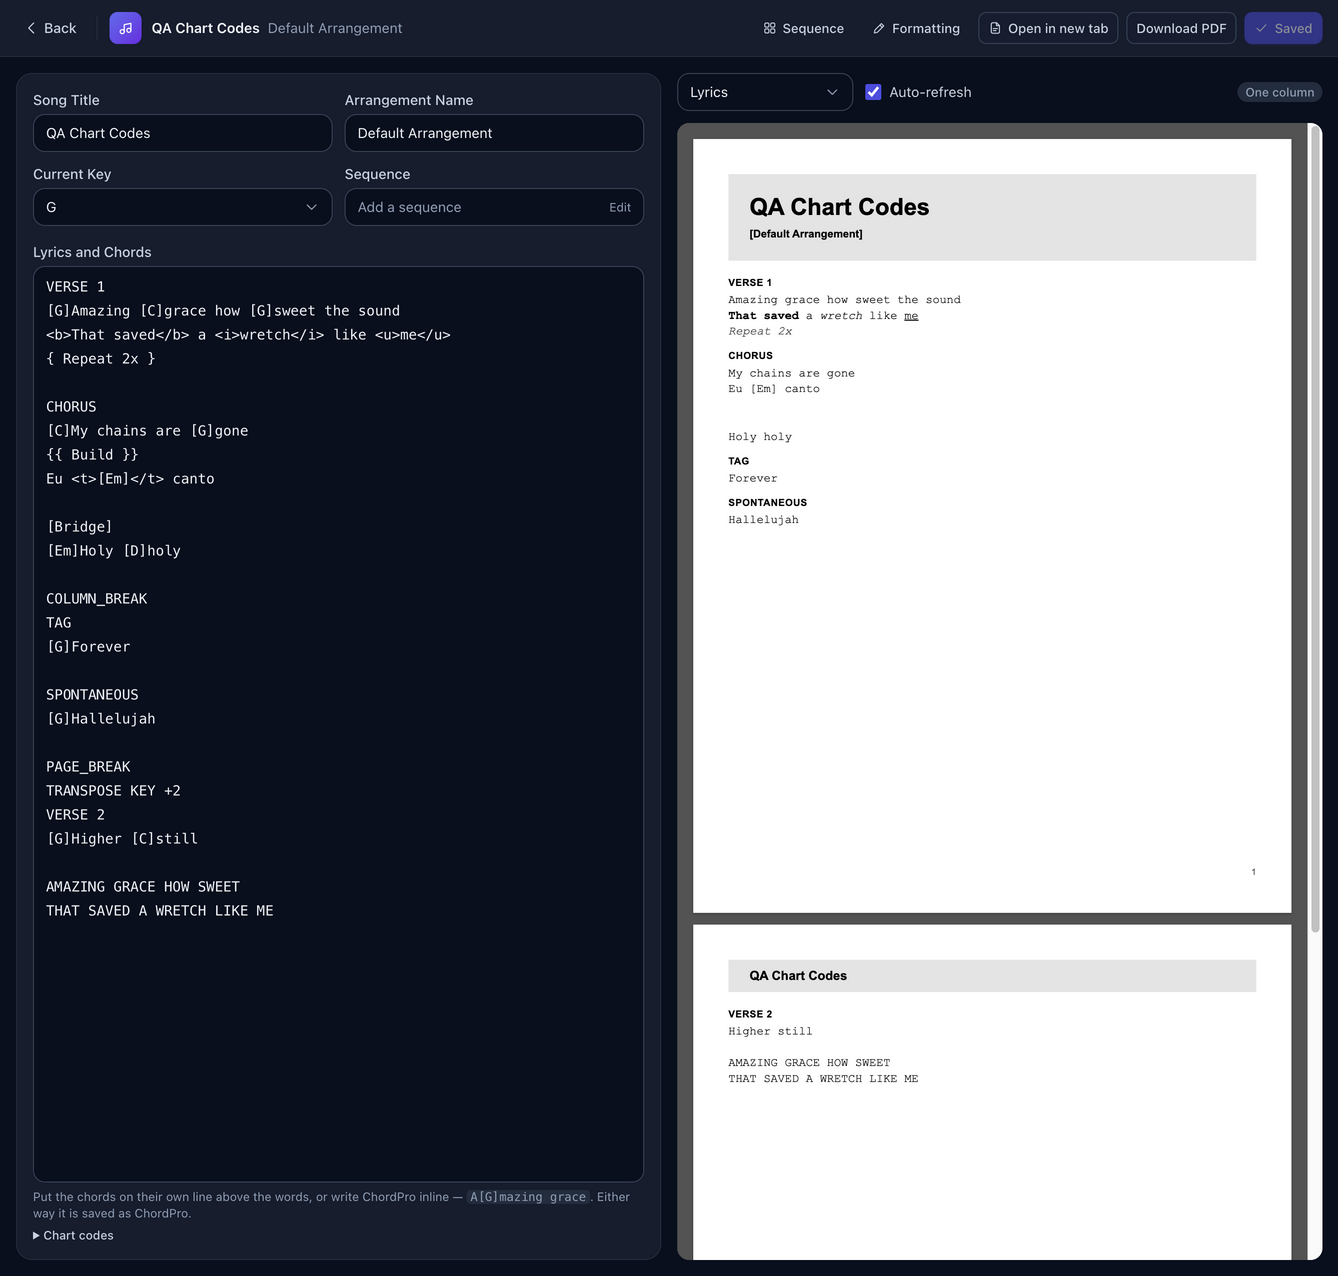 Back
QA Chart Codes Default Arrangement
Sequence
Formatting
Open in new tab
Download PDF
Saved
Song Title
QA Chart Codes
Arrangement Name
Default Arrangement
Current Key
G
Sequence
Add a sequence
Edit
Lyrics and Chords
VERSE 1
[G]Amazing [C]grace how [G]sweet the sound
<b>That saved</b> a <i>wretch</i> like <u>me</u>
{ Repeat 2x }
CHORUS
[C]My chains are [G]gone
{{ Build }}
Eu <t>[Em]</t> canto
[Bridge]
[Em]Holy [D]holy
COLUMN_BREAK
TAG
[G]Forever
SPONTANEOUS
[G]Hallelujah
PAGE_BREAK
TRANSPOSE KEY +2
VERSE 2
[G]Higher [C]still
AMAZING GRACE HOW SWEET
THAT SAVED A WRETCH LIKE ME
Put the chords on their own line above the words, or write ChordPro inline — A[G]mazing grace. Either
way it is saved as ChordPro.
Chart codes
Lyrics
Auto-refresh
One column
QA Chart Codes
[Default Arrangement]
VERSE 1
Amazing grace how sweet the sound
That saved a wretch like me
Repeat 2x
CHORUS
My chains are gone
Eu [Em] canto
Holy holy
TAG
Forever
SPONTANEOUS
Hallelujah
1
QA Chart Codes
VERSE 2
Higher still
AMAZING GRACE HOW SWEET
THAT SAVED A WRETCH LIKE ME